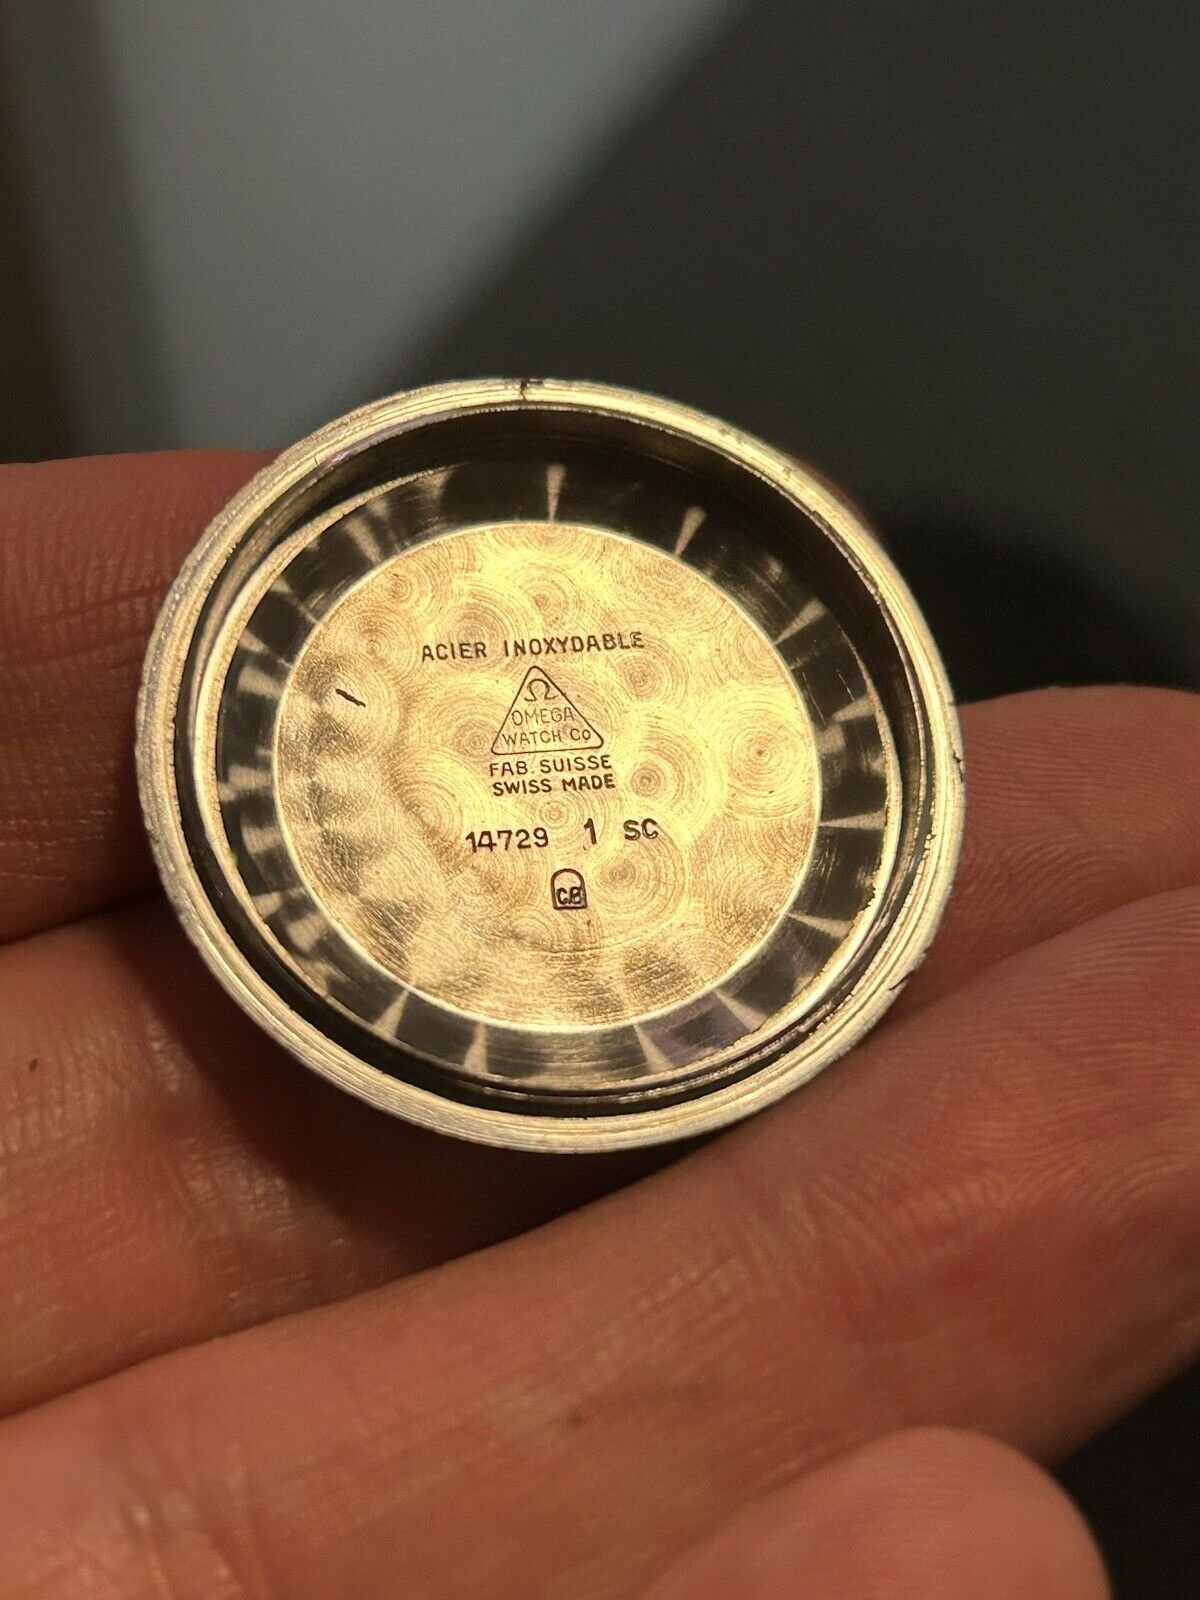 ACIER INOXYDABLE
Ω
OMEGA
WATCH Co
FAB. SUISSE
SWISS MADE
14729 1 SC
CB